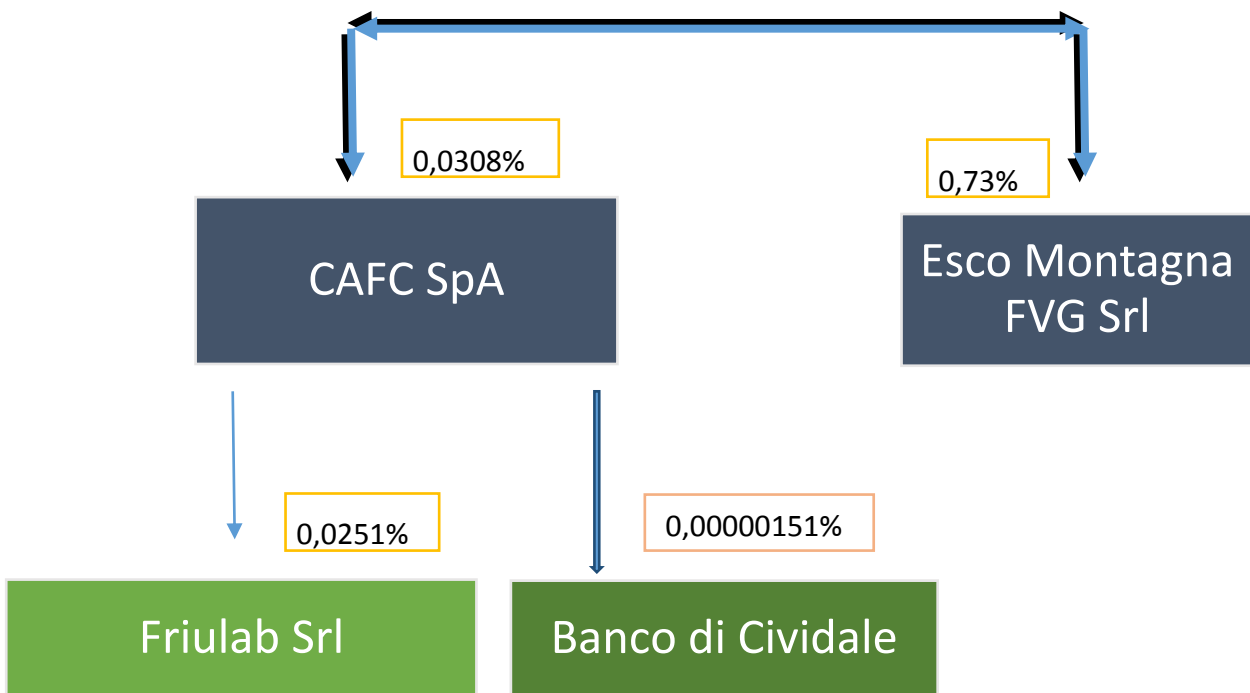 0,0308%
0,73%
CAFC SpA
Esco Montagna
FVG Srl
0,0251%
0,00000151%
Friulab Srl
Banco di Cividale